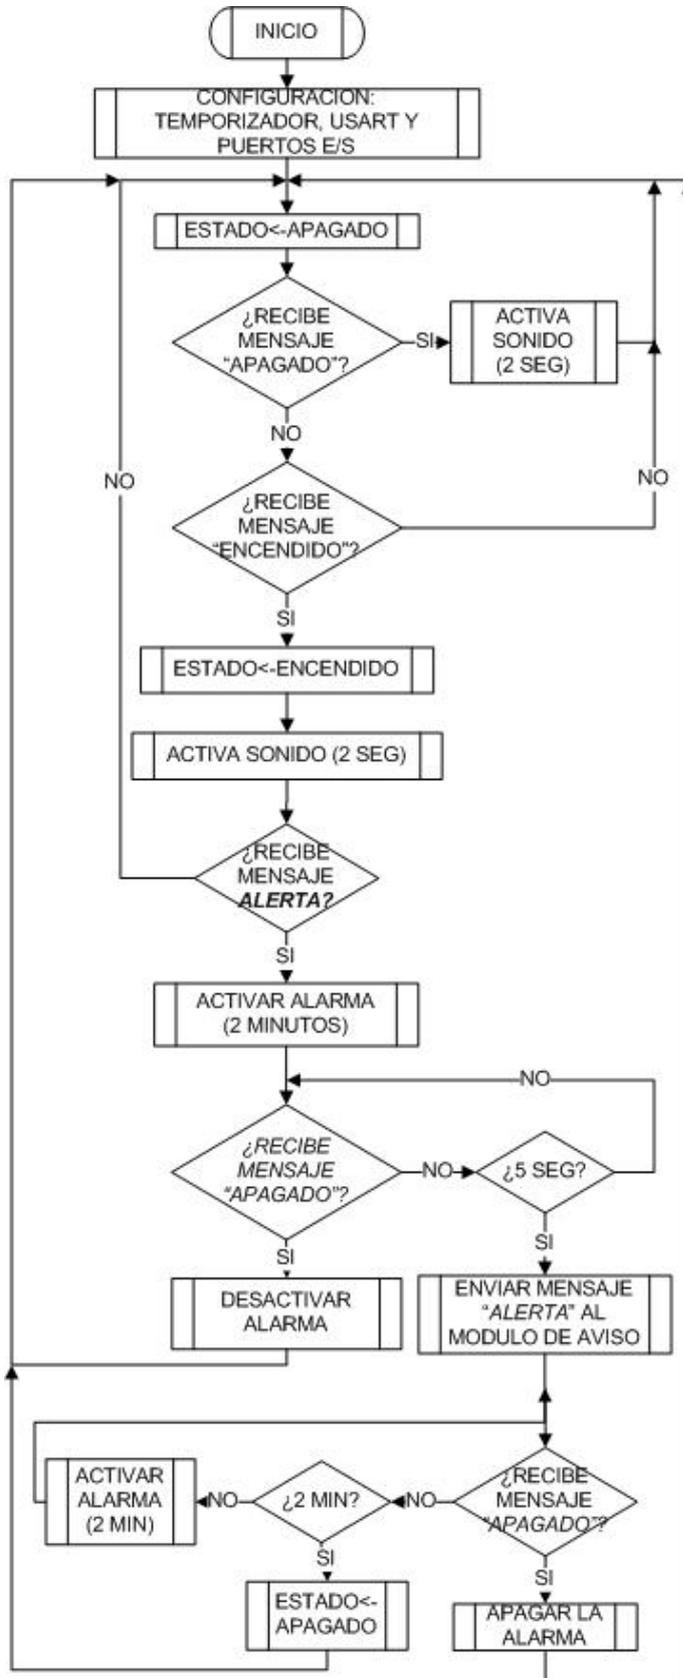 INICIO
CONFIGURACION:
TEMPORIZADOR, USART Y
PUERTOS E/S
ESTADO<-APAGADO
¿RECIBE
MENSAJE
“APAGADO”?
SI
ACTIVA
SONIDO
(2 SEG)
NO
NO
NO
¿RECIBE
MENSAJE
“ENCENDIDO”?
SI
ESTADO<-ENCENDIDO
ACTIVA SONIDO (2 SEG)
¿RECIBE
MENSAJE
ALERTA?
SI
ACTIVAR ALARMA
(2 MINUTOS)
NO
¿RECIBE
MENSAJE
“APAGADO”?
NO
¿5 SEG?
SI
SI
DESACTIVAR
ALARMA
ENVIAR MENSAJE
“ALERTA” AL
MODULO DE AVISO
ACTIVAR
ALARMA
(2 MIN)
NO
¿2 MIN?
NO
¿RECIBE
MENSAJE
“APAGADO”?
SI
SI
ESTADO<-
APAGADO
APAGAR LA
ALARMA